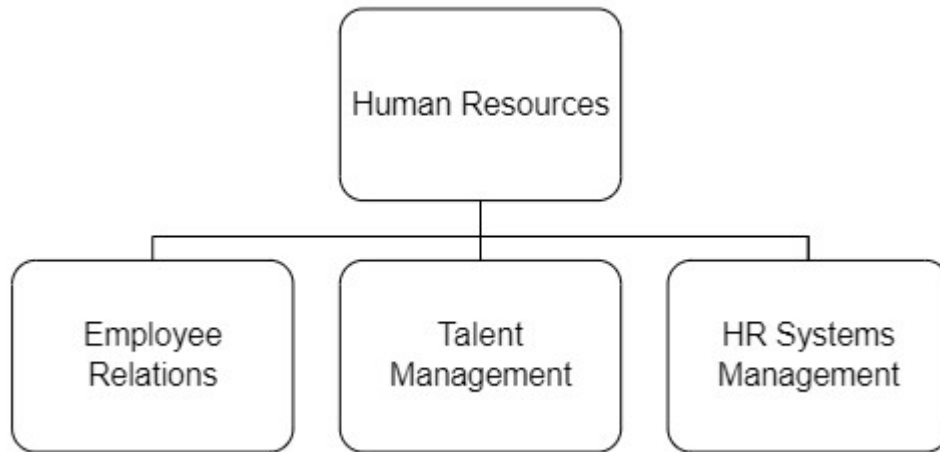 Human Resources
Employee
Relations
Talent
Management
HR Systems
Management